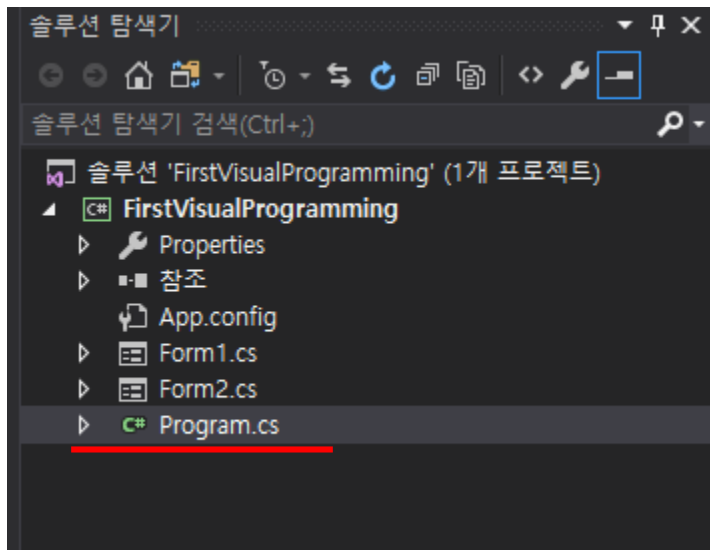 솔루션 탐색기
솔루션 탐색기 검색(Ctrl+;)
솔루션 'FirstVisualProgramming' (1개 프로젝트)
C# FirstVisualProgramming
Properties
참조
App.config
Form1.cs
Form2.cs
C# Program.cs